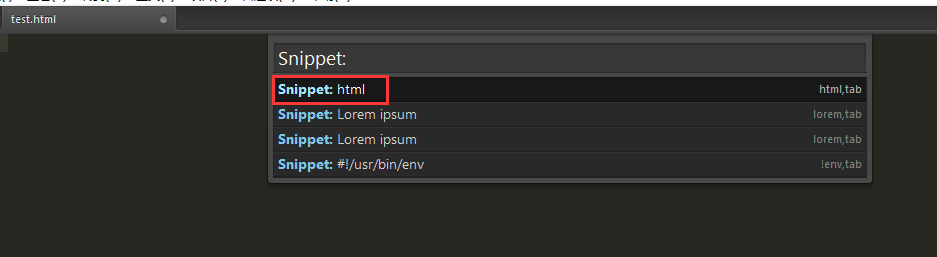 test.html
Snippet:
Snippet: html html,tab
Snippet: Lorem ipsum lorem,tab
Snippet: Lorem ipsum lorem,tab
Snippet: #!/usr/bin/env !env,tab